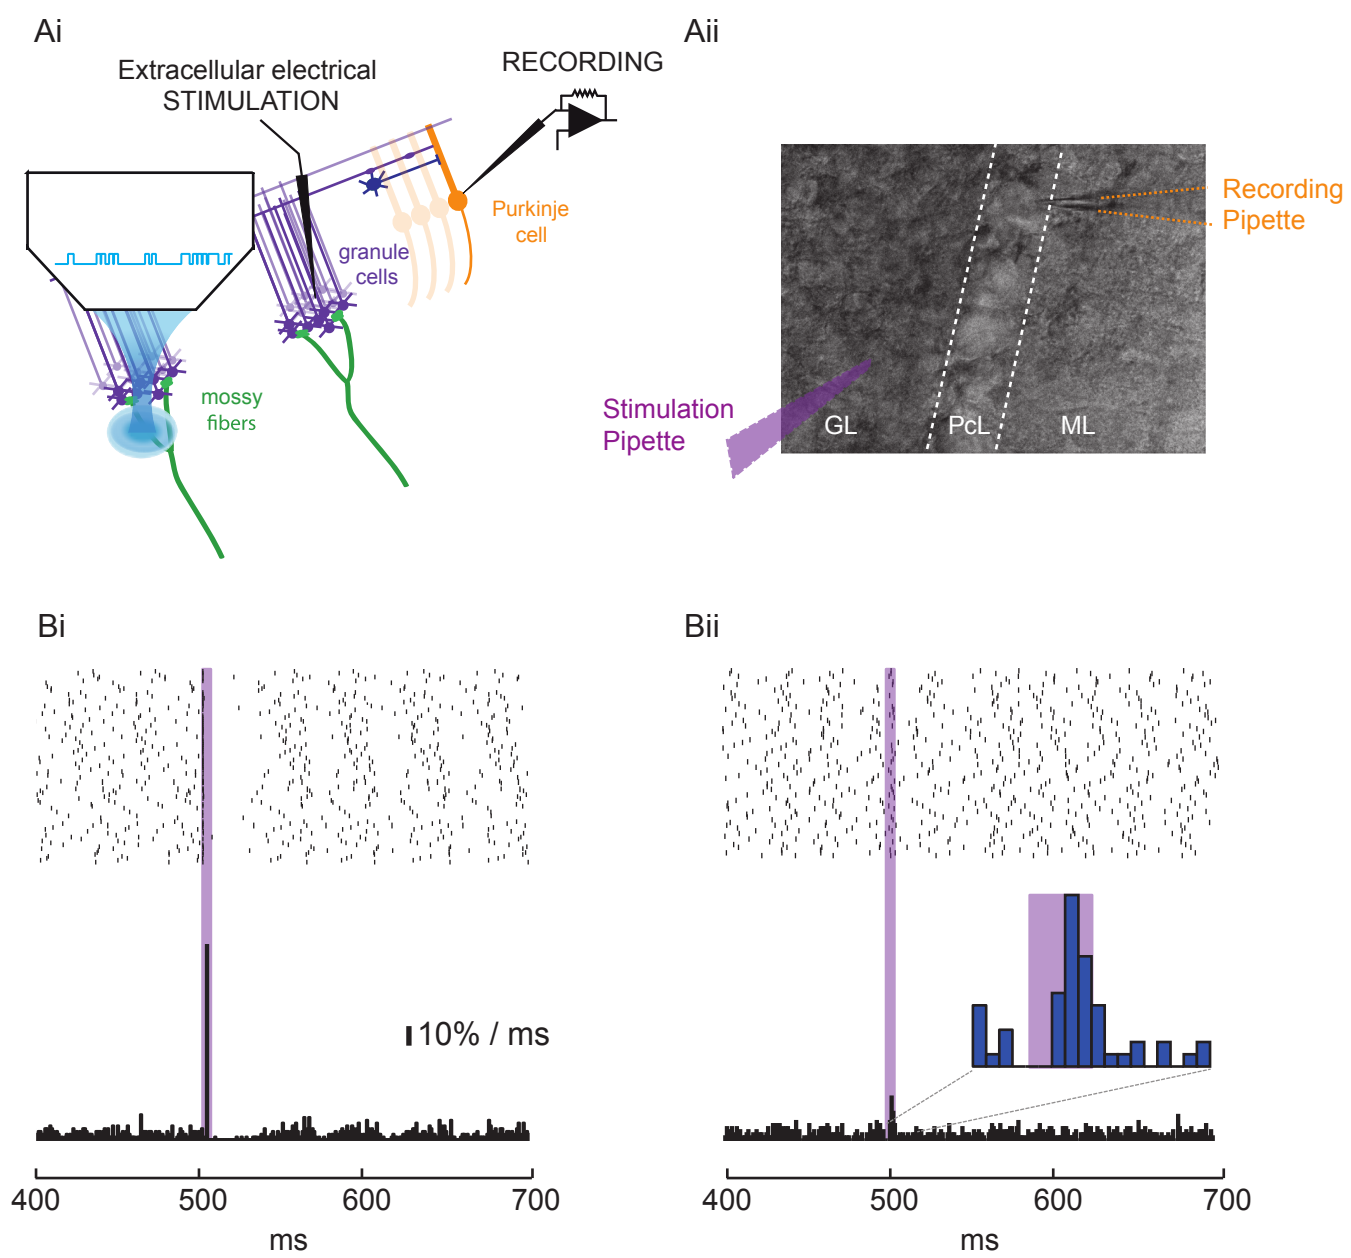 Ai
Extracellular electrical
STIMULATION
RECORDING
Purkinje
cell
granule
cells
mossy
fibers
Aii
Recording
Pipette
Stimulation
Pipette
GL
PcL
ML
Bi
10% / ms
400
500
600
700
ms
Bii
400
500
600
700
ms